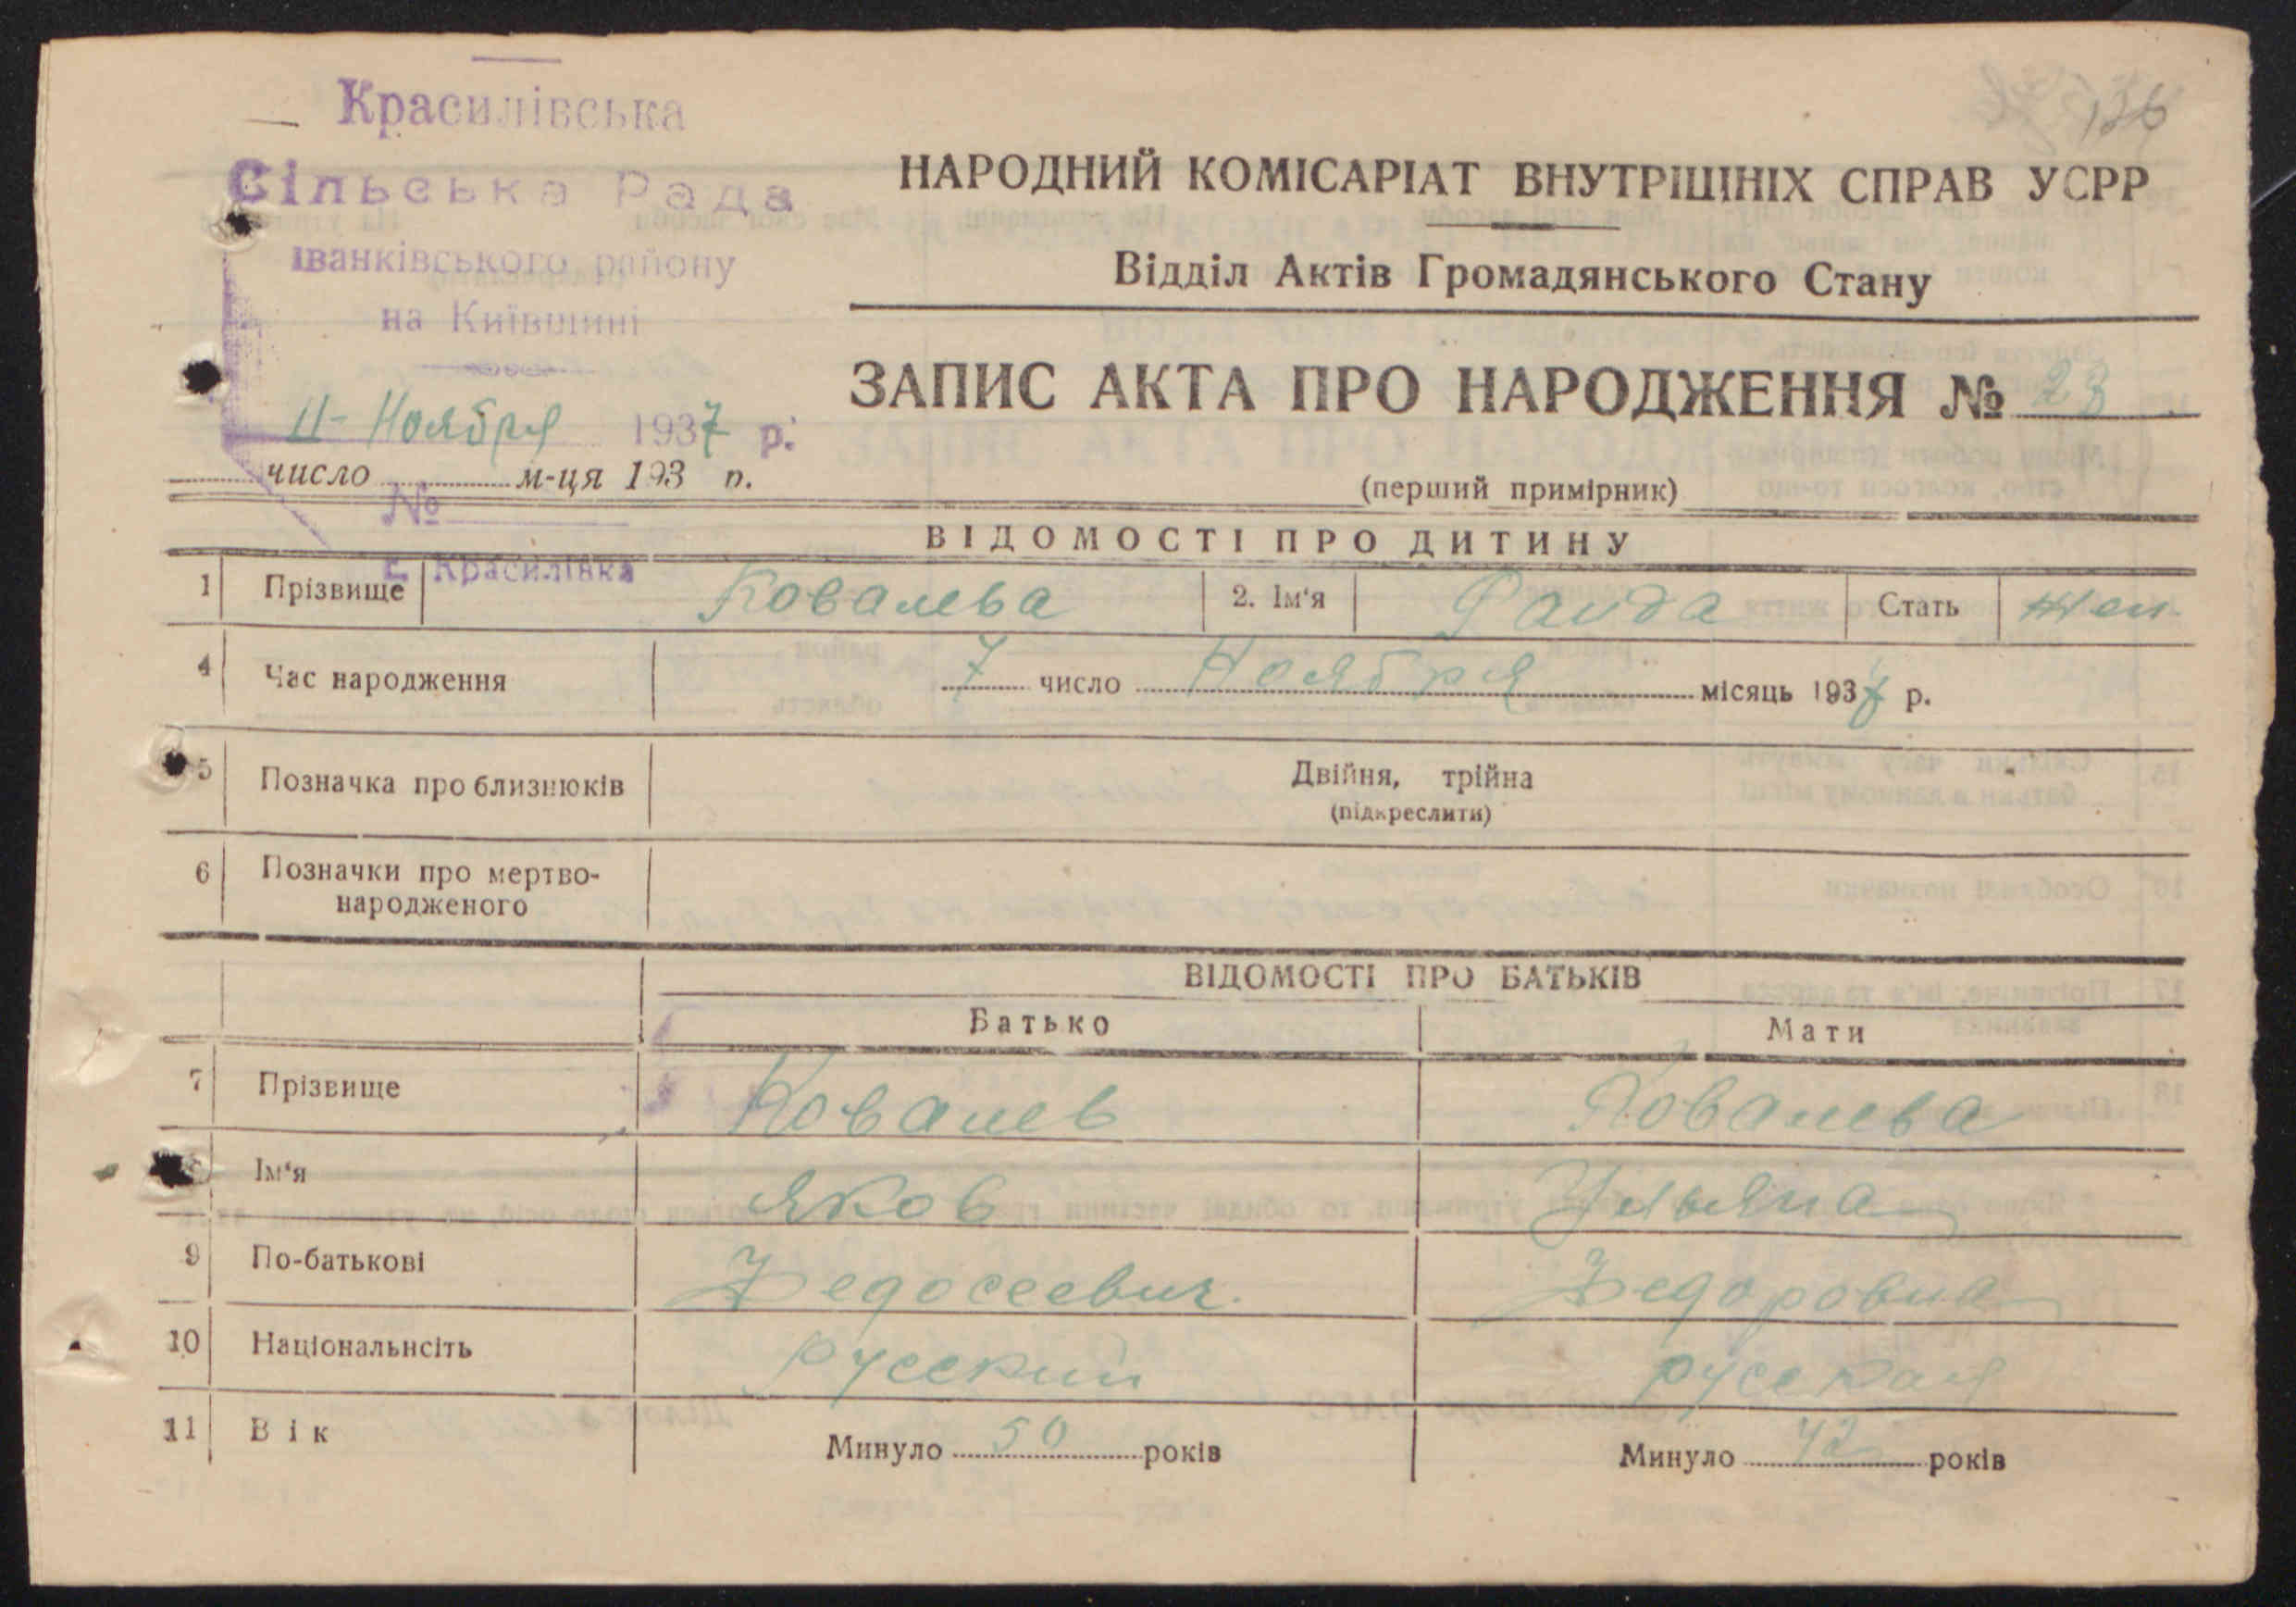 136
Красилівська
Сільська Рада
Іванківського району
на Київщині
11 - Ноября 1937 р.
число м-ця 193 р.
№
с. Красилівка
НАРОДНИЙ КОМІСАРІАТ ВНУТРІШНІХ СПРАВ УСРР
Відділ Актів Громадянського Стану
ЗАПИС АКТА ПРО НАРОДЖЕННЯ № 23
(перший примірник)
ВІДОМОСТІ ПРО ДИТИНУ
1 Прізвище Ковалева 2. Ім'я Фаида Стать жен
4 Час народження 7 число Ноября місяць 1937 р.
5 Позначка про близнюків Двійня, трійна
(підкреслити)
6 Позначки про мертво-
народженого
ВІДОМОСТІ ПРО БАТЬКІВ
Батько Мати
7 Прізвище Ковалев Ковалева
Ім'я Яков Ульяна
9 По-батькові Федосеевич Федоровна
10 Національнсіть Русский русская
11 Вік Минуло 50 років Минуло 42 років